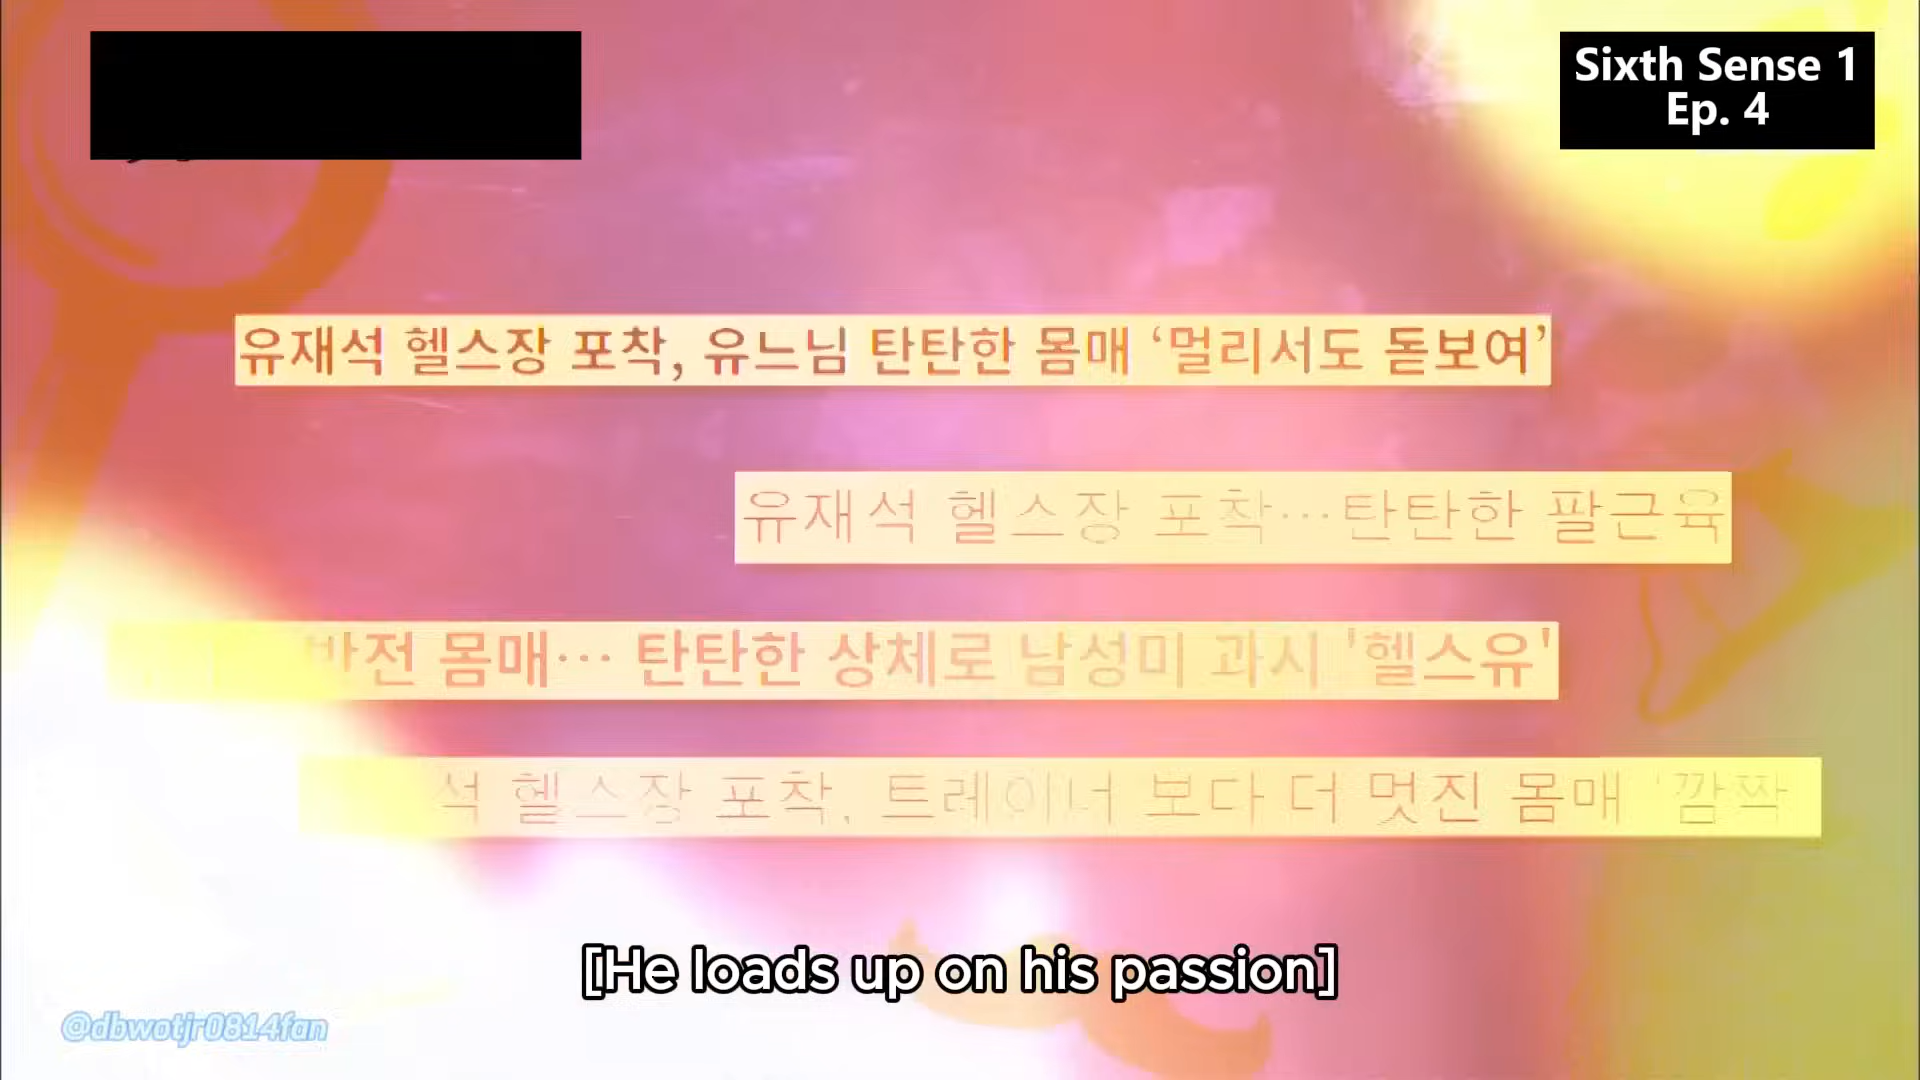 Sixth Sense 1
Ep. 4
유재석 헬스장 포착, 유느님 탄탄한 몸매 ‘멀리서도 돋보여’
유재석 헬스장 포착…탄탄한 팔근육
반전 몸매… 탄탄한 상체로 남성미 과시 '헬스유'
석 헬스장 포착, 트레이너 보다 더 멋진 몸매 '깜짝
[He loads up on his passion]
@dbwotjr0814fan